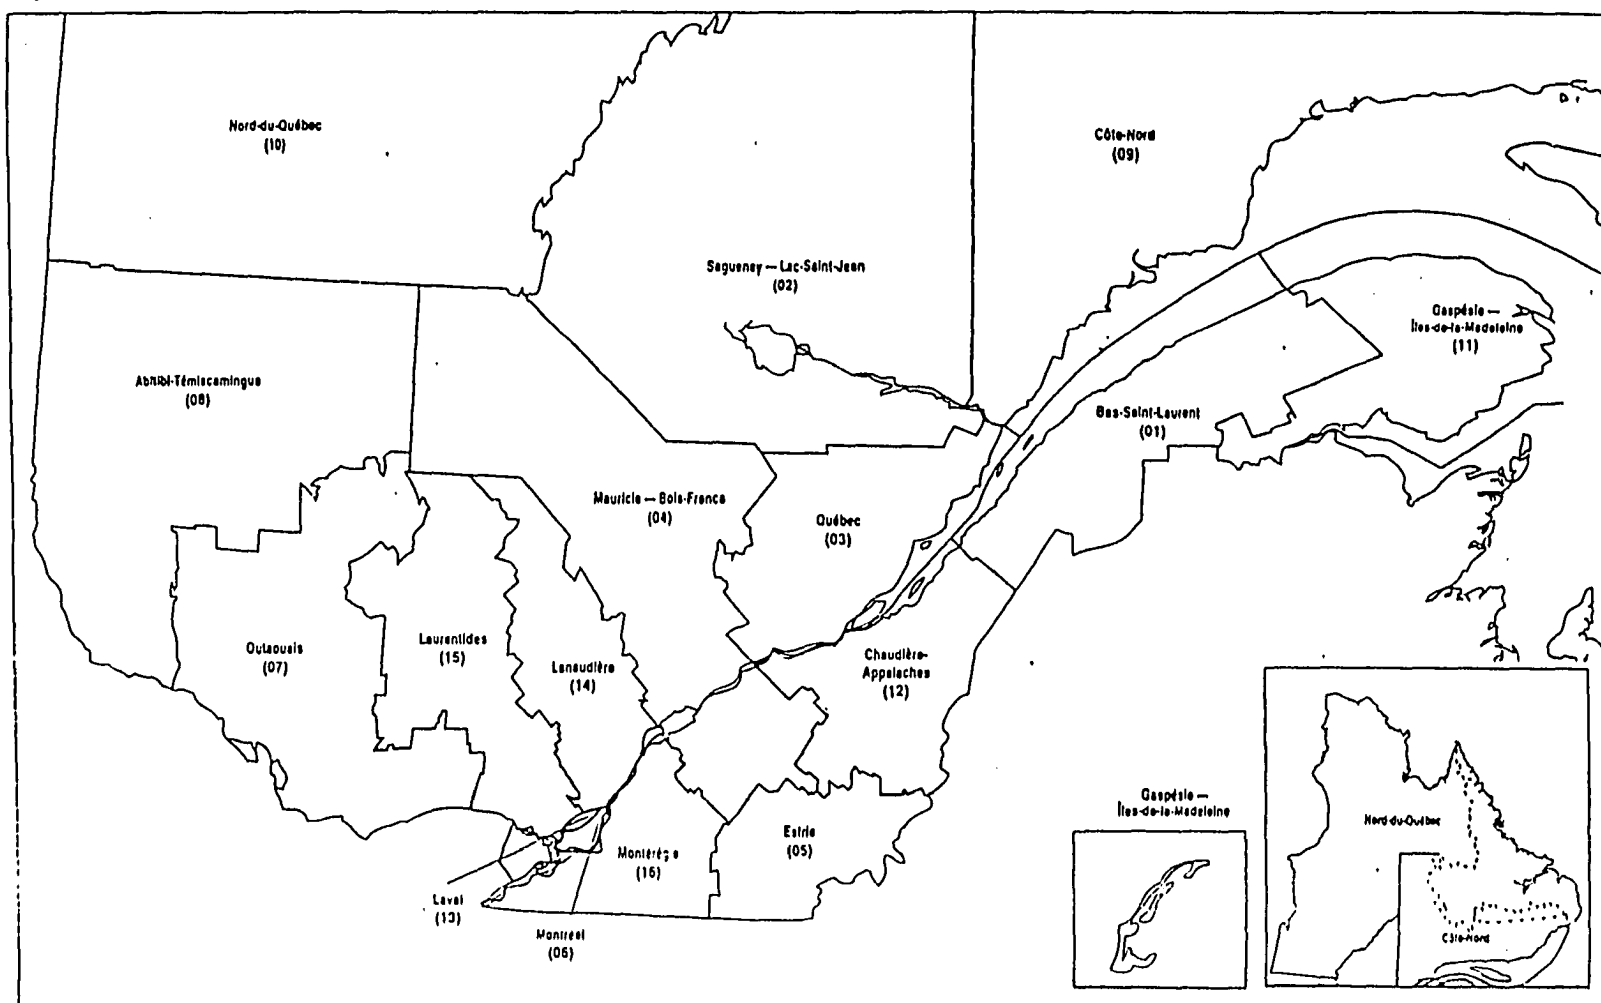 Nord-du-Québec
(10)
Côte-Nord
(09)
Saguenay — Lac-Saint-Jean
(02)
Gaspésie —
Îles-de-la-Madeleine
(11)
Abitibi-Témiscamingue
(08)
Bas-Saint-Laurent
(01)
Mauricie — Bois-Francs
(04)
Québec
(03)
Outaouais
(07)
Laurentides
(15)
Lanaudière
(14)
Chaudière-
Appalaches
(12)
Gaspésie —
Îles-de-la-Madeleine
Nord-du-Québec
Estrie
(05)
Montérégie
(16)
Laval
(13)
Montréal
(06)
Côte-Nord